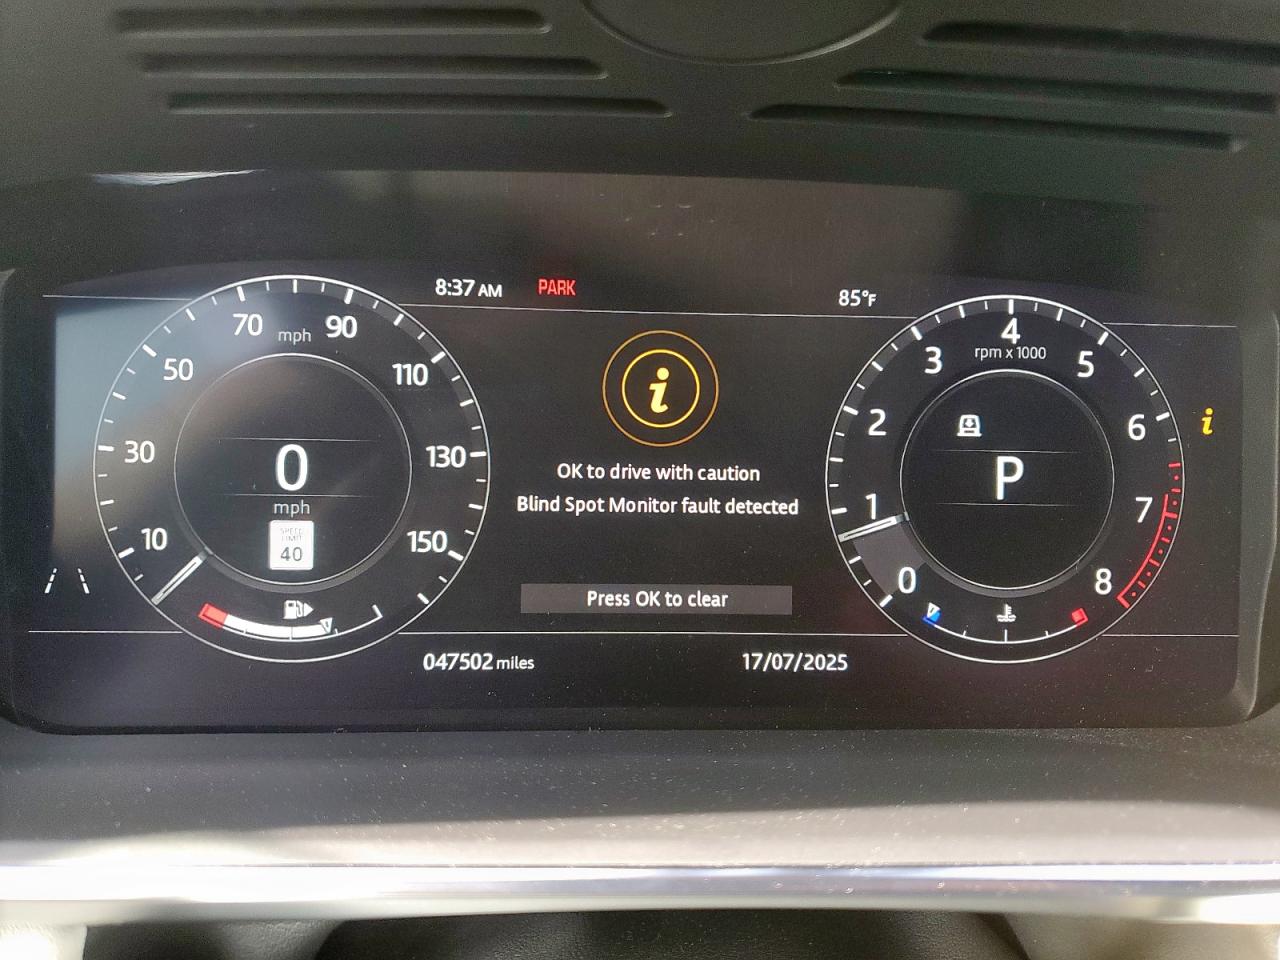 8:37 AM
PARK
85°F
10
30
50
70
mph
90
110
130
150
0
mph
SPEED
LIMIT
40
i
OK to drive with caution
Blind Spot Monitor fault detected
Press OK to clear
0
1
2
3
4
rpm x 1000
5
6
7
8
P
i
047502 miles
17/07/2025